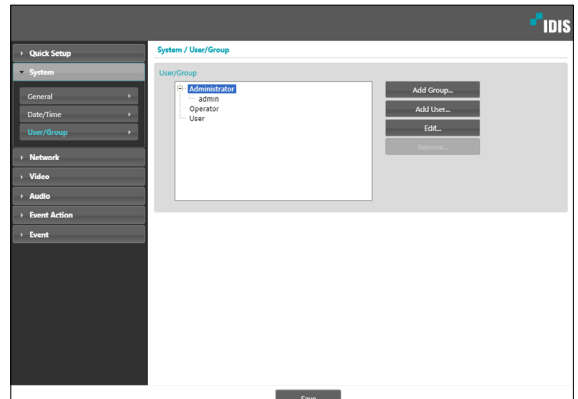 IDIS
Quick Setup
System
General
Date/Time
User/Group
Network
Video
Audio
Event Action
Event
System / User/Group
User/Group
Administrator
admin
Operator
User
Add Group...
Add User...
Edit...
Remove...
Save